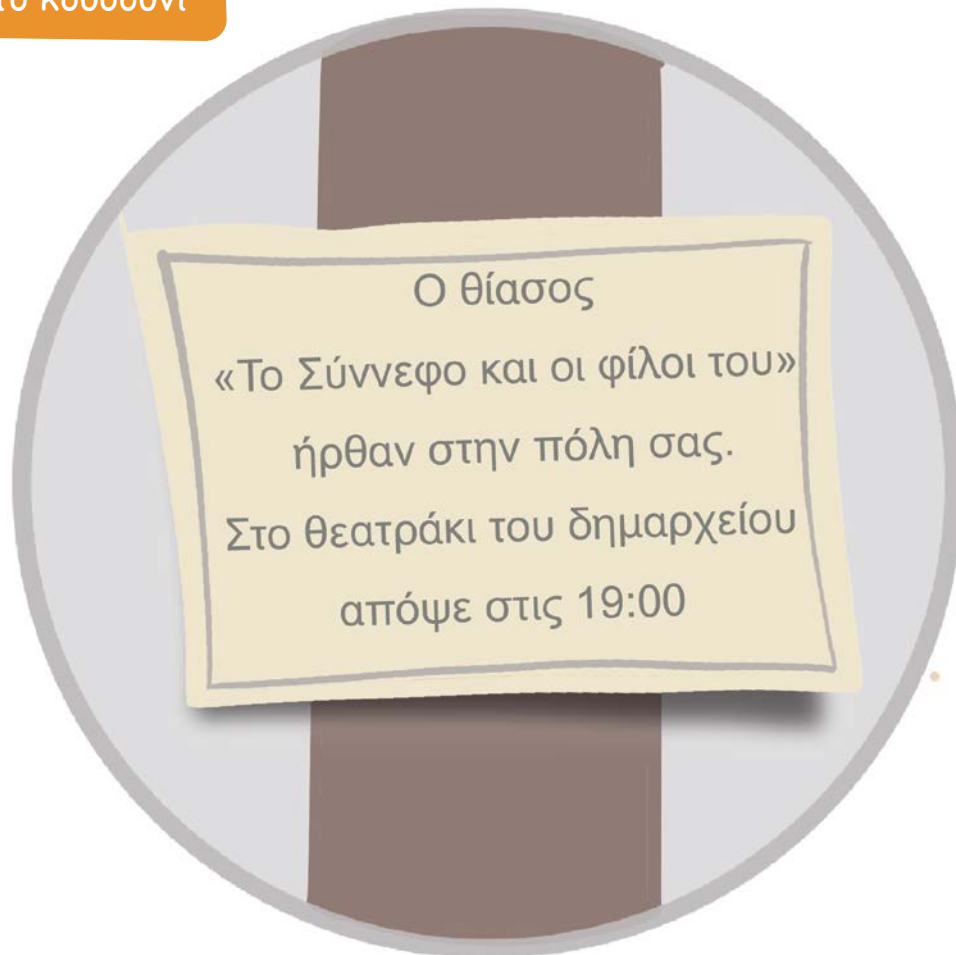 Ο θίασος
«Το Σύννεφο και οι φίλοι του»
ήρθαν στην πόλη σας.
Στο θεατράκι του δημαρχείου
απόψε στις 19:00